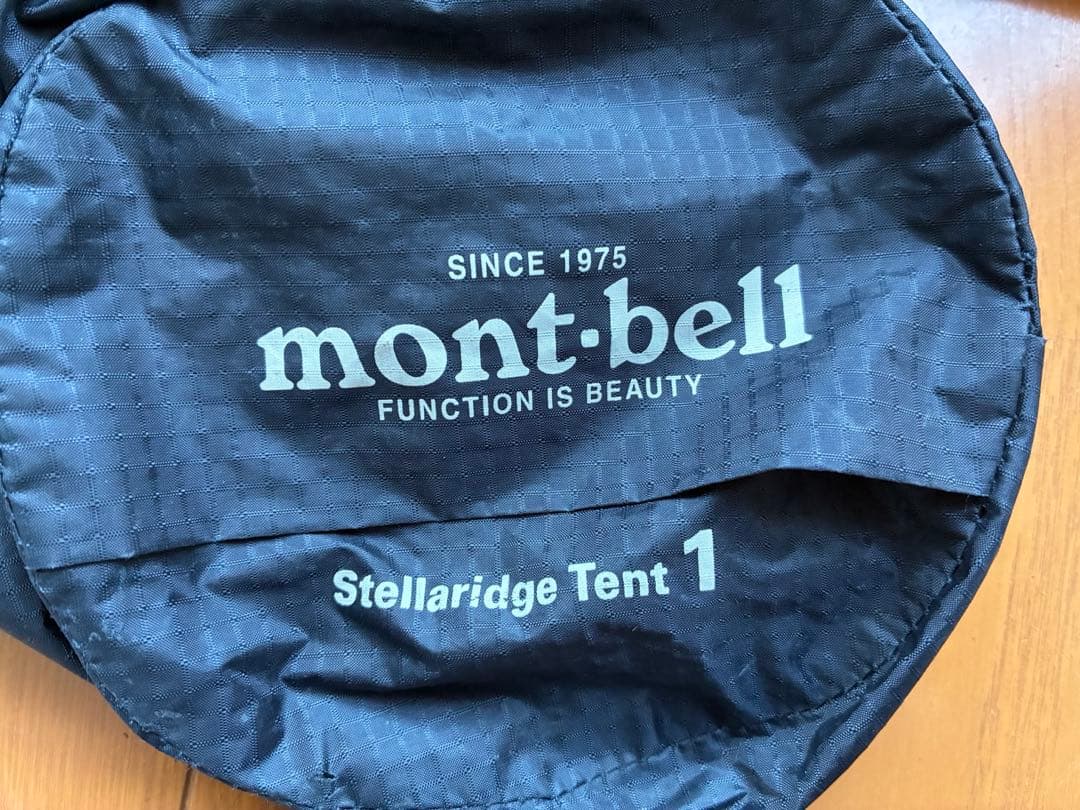 SINCE 1975
mont·bell
FUNCTION IS BEAUTY
Stellaridge Tent 1